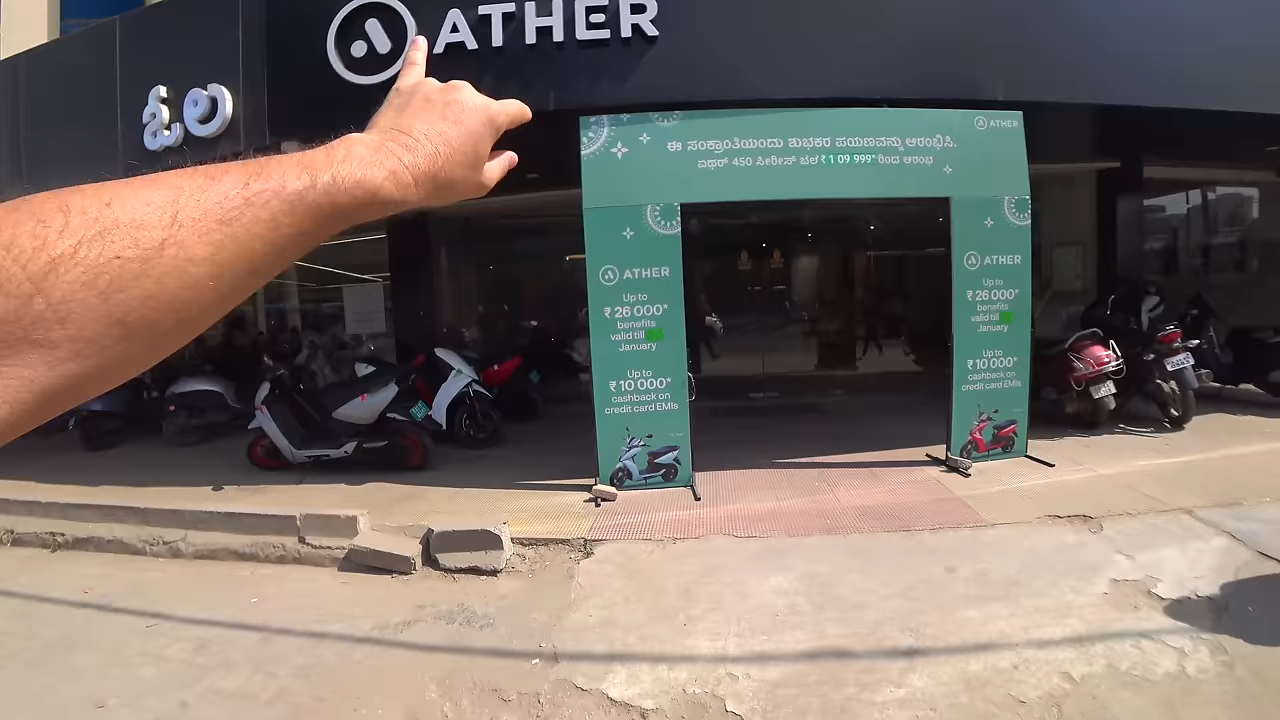 ATHER
ATHER
ಈ ಸಂಕ್ರಾಂತಿಯಂದು ಶುಭಕರ ಪಯಣವನ್ನು ಆರಂಭಿಸಿ.
ಏಥರ್ 450 ಸೀರೀಸ್ ಬೆಲೆ ₹ 1 09 999* ರಿಂದ ಆರಂಭ
ATHER
Up to
₹ 26 000*
benefits
valid till
January
Up to
₹ 10 000*
cashback on
credit card EMIs
ATHER
Up to
₹ 26 000*
benefits
valid till
January
Up to
₹ 10 000*
cashback on
credit card EMIs